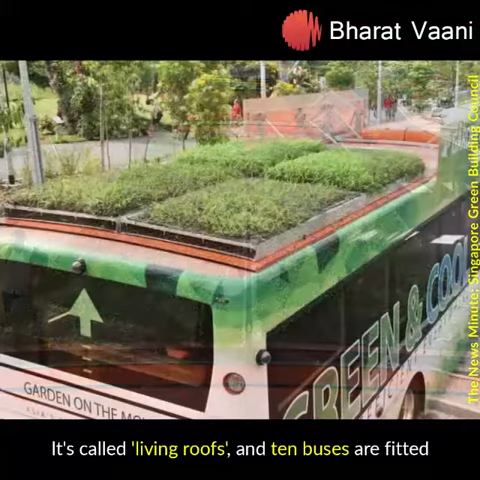 Bharat Vaani
The News Minute: Singapore Green Building Council
GREEN & COOL
GARDEN ON THE MO
It's called 'living roofs', and ten buses are fitted